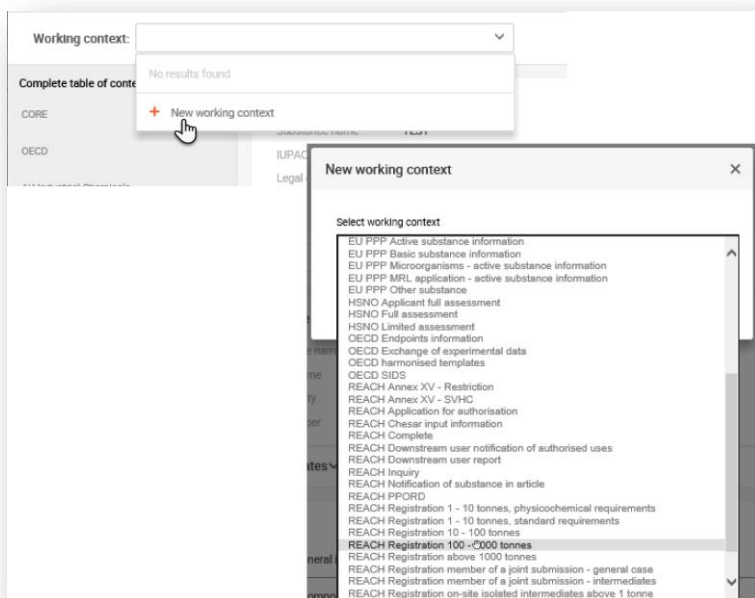 Working context:
No results found
+ New working context
Complete table of conte
CORE
OECD
Substance name TEST
IUPAC
Legal
New working context
Select working context
EU PPP Active substance information
EU PPP Basic substance information
EU PPP Microorganisms - active substance information
EU PPP MRL application - active substance information
EU PPP Other substance
HSNO Applicant full assessment
HSNO Full assessment
HSNO Limited assessment
OECD Endpoints information
OECD Exchange of experimental data
OECD harmonised templates
OECD SIDS
REACH Annex XV - Restriction
REACH Annex XV - SVHC
REACH Application for authorisation
REACH Chesar input information
REACH Complete
REACH Downstream user notification of authorised uses
REACH Downstream user report
REACH Inquiry
REACH Notification of substance in article
REACH PPORD
REACH Registration 1 - 10 tonnes, physicochemical requirements
REACH Registration 1 - 10 tonnes, standard requirements
REACH Registration 10 - 100 tonnes
REACH Registration 100 - 1000 tonnes
REACH Registration above 1000 tonnes
REACH Registration member of a joint submission - general case
REACH Registration member of a joint submission - intermediates
REACH Registration on-site isolated intermediates above 1 tonne
e nam
me
ty
ber
ates
neral i
ompo